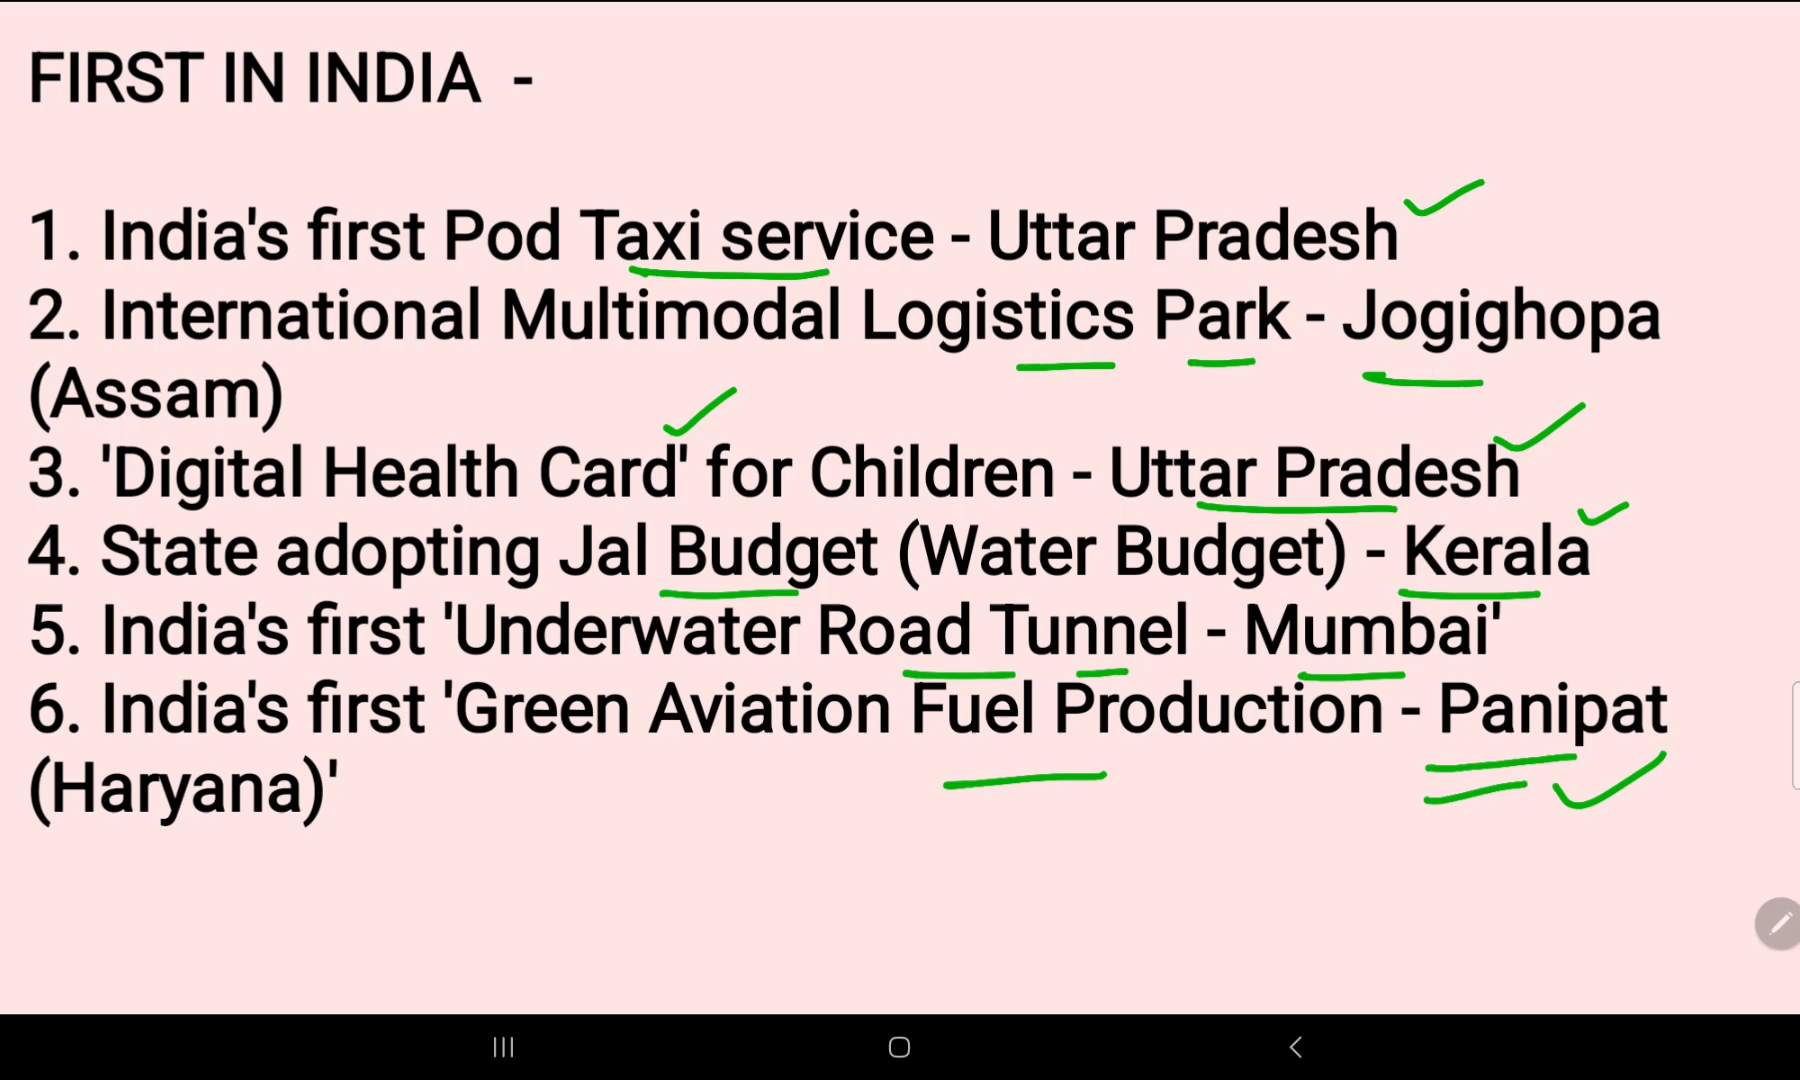 FIRST IN INDIA -
1. India's first Pod Taxi service - Uttar Pradesh
2. International Multimodal Logistics Park - Jogighopa
(Assam)
3. 'Digital Health Card' for Children - Uttar Pradesh
4. State adopting Jal Budget (Water Budget) - Kerala
5. India's first 'Underwater Road Tunnel - Mumbai'
6. India's first 'Green Aviation Fuel Production - Panipat
(Haryana)'